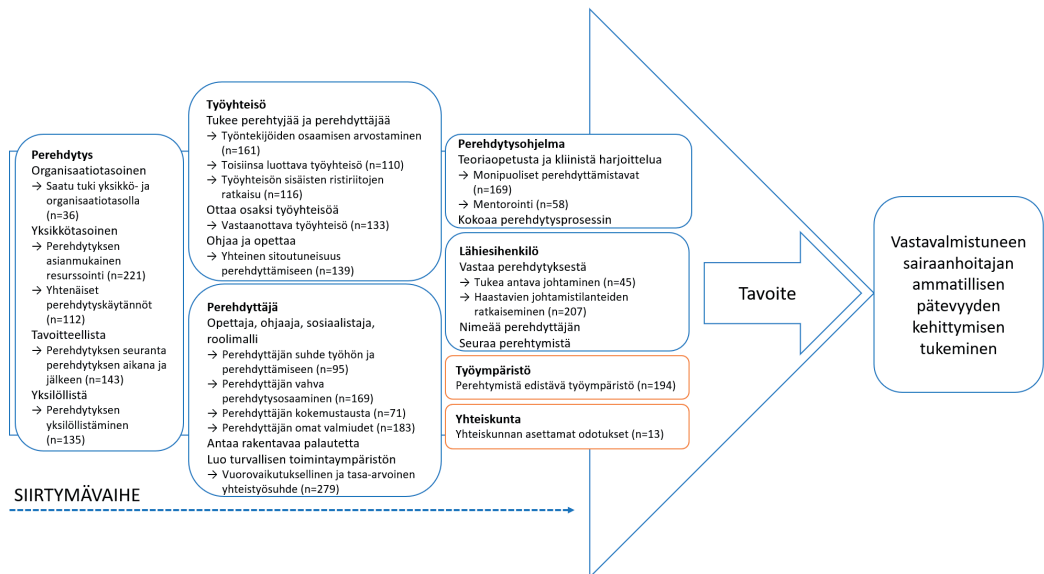 Perehdytys
Organisaatiotasoinen
→ Saatu tuki yksikkö- ja
organisaatiotasolla
(n=36)
Yksikkötasoinen
→ Perehdytyksen
asianmukainen
resurssointi (n=221)
→ Yhtenäiset
perehdytyskäytännöt
(n=112)
Tavoitteellista
→ Perehdytyksen seuranta
perehdytyksen aikana ja
jälkeen (n=143)
Yksilöllistä
→ Perehdytyksen
yksilöllistäminen
(n=135)
Työyhteisö
Tukee perehtyjää ja perehdyttäjää
→ Työntekijöiden osaamisen arvostaminen
(n=161)
→ Toisiinsa luottava työyhteisö (n=110)
→ Työyhteisön sisäisten ristiriitojen
ratkaisu (n=116)
Ottaa osaksi työyhteisöä
→ Vastaanottava työyhteisö (n=133)
Ohjaa ja opettaa
→ Yhteinen sitoutuneisuus
perehdyttämiseen (n=139)
Perehdyttäjä
Opettaja, ohjaaja, sosiaalistaja,
roolimalli
→ Perehdyttäjän suhde työhön ja
perehdyttämiseen (n=95)
→ Perehdyttäjän vahva
perehdytysosaaminen (n=169)
→ Perehdyttäjän kokemustausta (n=71)
→ Perehdyttäjän omat valmiudet (n=183)
Antaa rakentavaa palautetta
Luo turvallisen toimintaympäristön
→ Vuorovaikutuksellinen ja tasa-arvoinen
yhteistyösuhde (n=279)
Perehdytysohjelma
Teoriaopetusta ja kliinistä harjoittelua
→ Monipuoliset perehdyttämistavat
(n=169)
→ Mentorointi (n=58)
Kokoaa perehdytysprosessin
Lähiesihenkilö
Vastaa perehdytyksestä
→ Tukea antava johtaminen (n=45)
→ Haastavien johtamistilanteiden
ratkaiseminen (n=207)
Nimeää perehdyttäjän
Seuraa perehtymistä
Työympäristö
Perehtymistä edistävä työympäristö (n=194)
Yhteiskunta
Yhteiskunnan asettamat odotukset (n=13)
SIIRTYMÄVAIHE
Tavoite
Vastavalmistuneen
sairaanhoitajan
ammatillisen
pätevyyden
kehittymisen
tukeminen